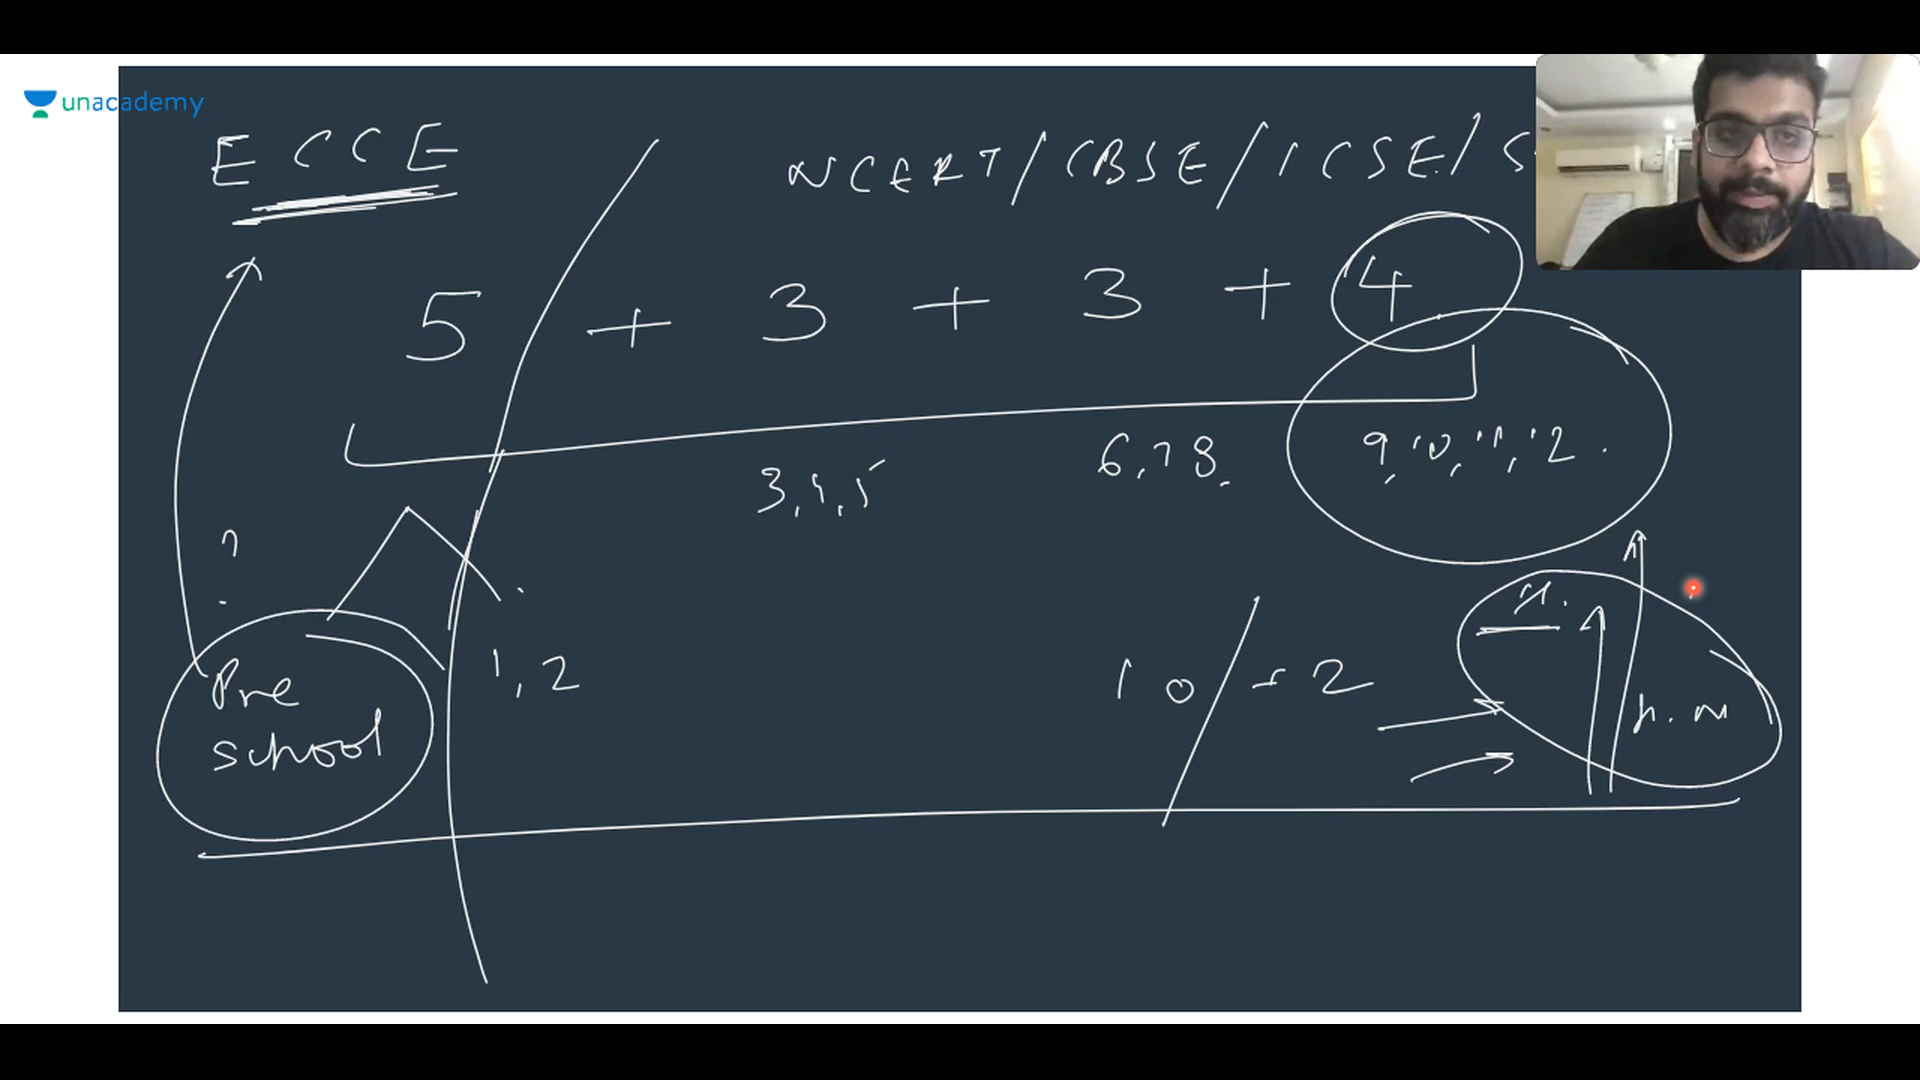 unacademy
ECCE
NCERT/CBSE/ICSE/S
5 + 3 + 3 + 4
3, 4, 5
6, 7 8.
9, 10, 11, 12.
?
Pre
school
1, 2
10 + 2